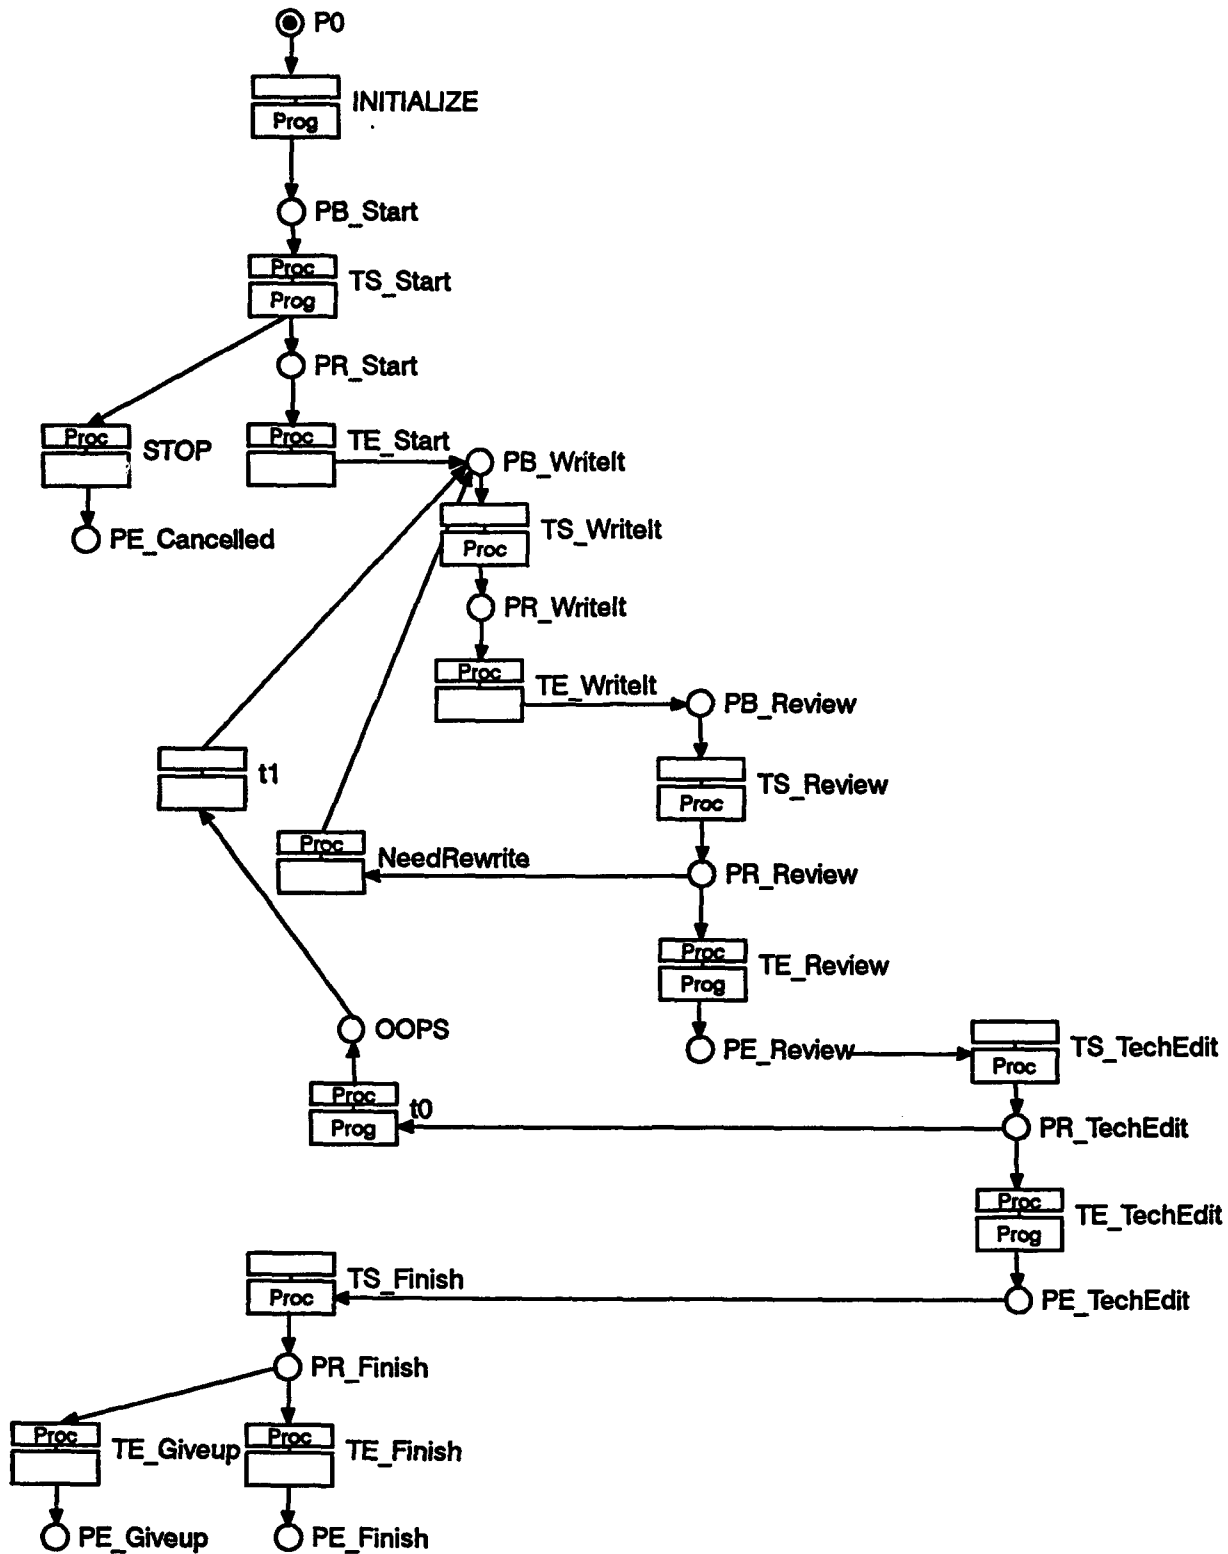 P0
INITIALIZE
Prog
PB_Start
Proc
TS_Start
Prog
PR_Start
Proc
STOP
Proc
TE_Start
PB_WriteIt
PE_Cancelled
TS_WriteIt
Proc
PR_WriteIt
Proc
TE_WriteIt
PB_Review
t1
TS_Review
Proc
Proc
NeedRewrite
PR_Review
Proc
TE_Review
Prog
OOPS
PE_Review
TS_TechEdit
Proc
Proc
t0
Prog
PR_TechEdit
Proc
TE_TechEdit
Prog
TS_Finish
Proc
PE_TechEdit
PR_Finish
Proc
TE_Giveup
Proc
TE_Finish
PE_Giveup
PE_Finish